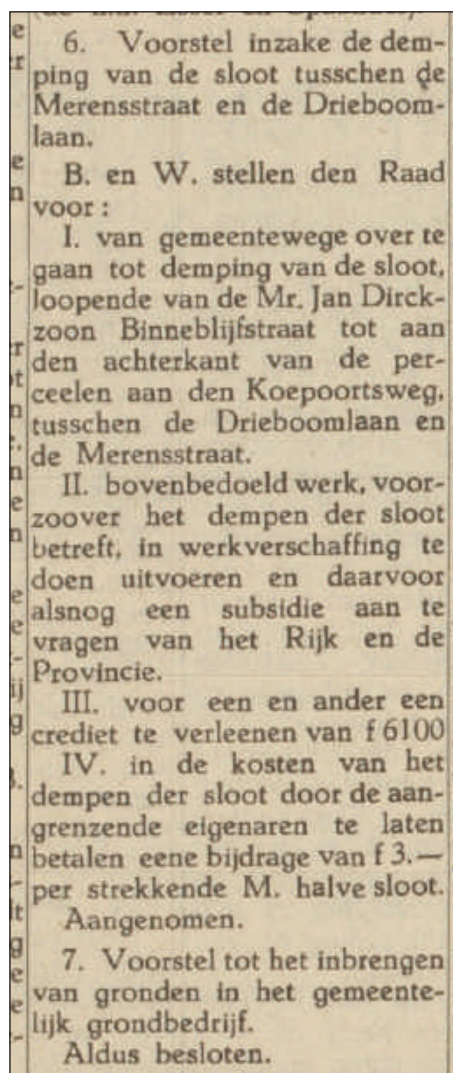 6. Voorstel inzake de dem-
ping van de sloot tusschen de
Merensstraat en de Drieboom-
laan.
B. en W. stellen den Raad
voor :
I. van gemeentewege over te
gaan tot demping van de sloot,
loopende van de Mr. Jan Dirck-
zoon Binneblijfstraat tot aan
den achterkant van de per-
ceelen aan den Koepoortsweg,
tusschen de Drieboomlaan en
de Merensstraat.
II. bovenbedoeld werk, voor-
zoover het dempen der sloot
betreft, in werkverschaffing te
doen uitvoeren en daarvoor
alsnog een subsidie aan te
vragen van het Rijk en de
Provincie.
III. voor een en ander een
crediet te verleenen van f 6100
IV. in de kosten van het
dempen der sloot door de aan-
grenzende eigenaren te laten
betalen eene bijdrage van f 3.—
per strekkende M. halve sloot.
Aangenomen.
7. Voorstel tot het inbrengen
van gronden in het gemeente-
lijk grondbedrijf.
Aldus besloten.